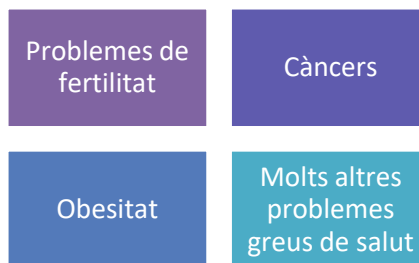 Problemes de
fertilitat
Càncers
Obesitat
Molts altres
problemes
greus de salut